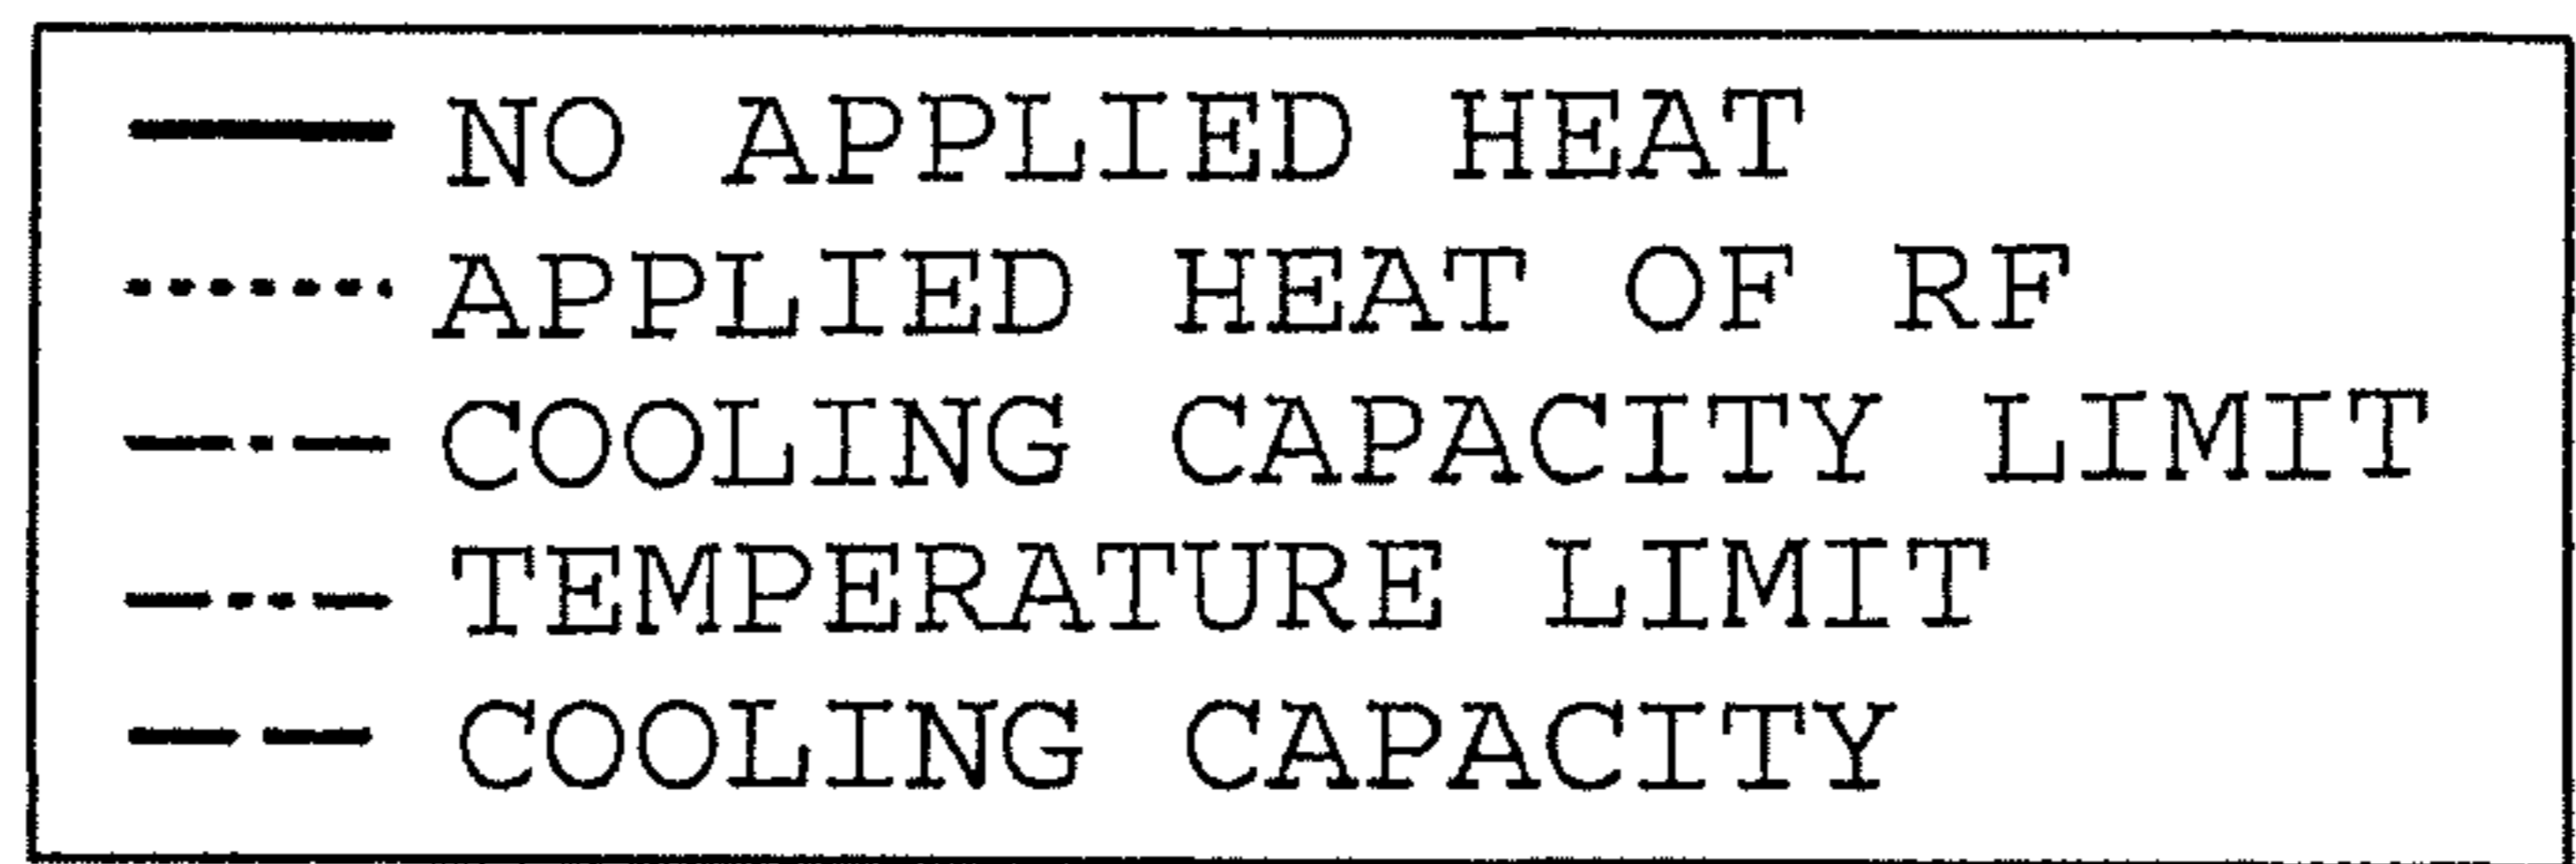 NO APPLIED HEAT
APPLIED HEAT OF RF
COOLING CAPACITY LIMIT
TEMPERATURE LIMIT
COOLING CAPACITY